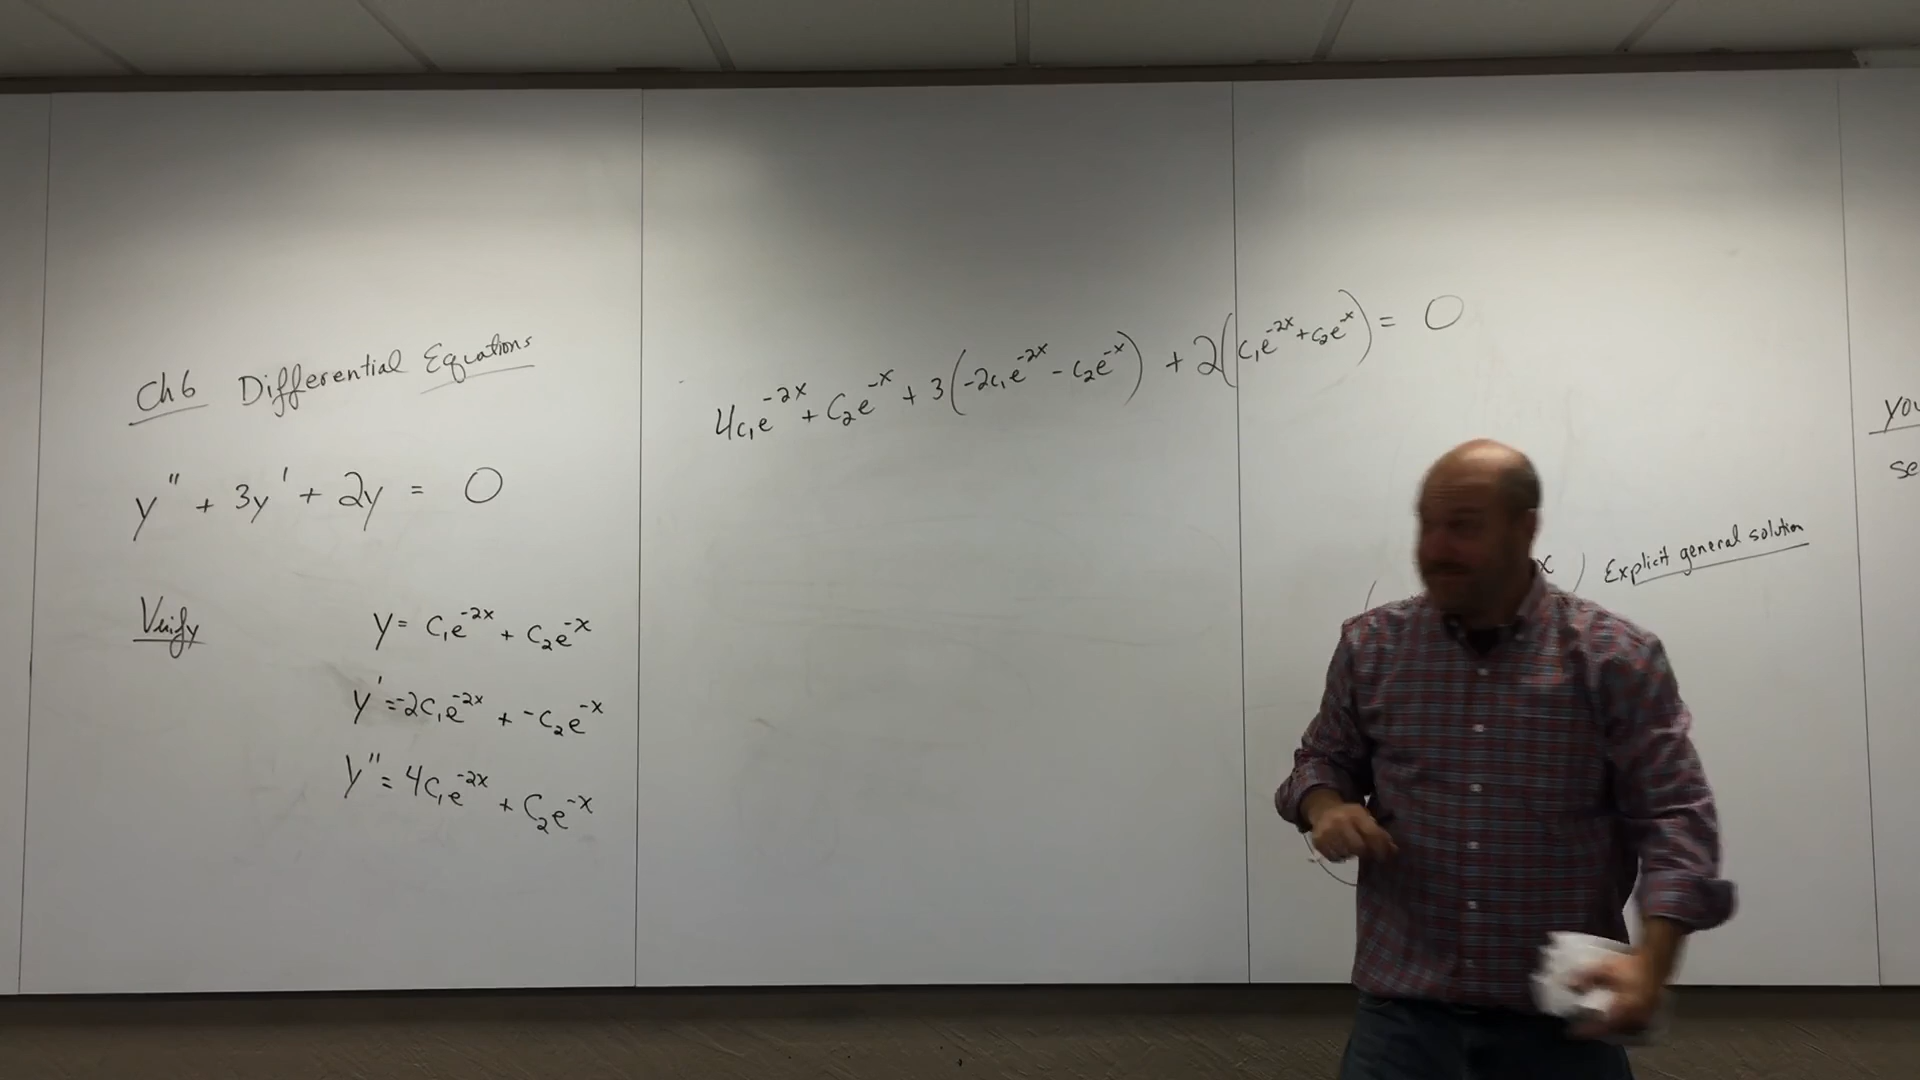 Ch6 Differential Equations
y'' + 3y' + 2y = 0
Verify
y = c₁e⁻²ˣ + c₂e⁻ˣ
y' = -2c₁e⁻²ˣ + -c₂e⁻ˣ
y'' = 4c₁e⁻²ˣ + c₂e⁻ˣ
4c₁e⁻²ˣ + c₂e⁻ˣ + 3(-2c₁e⁻²ˣ - c₂e⁻ˣ) + 2(c₁e⁻²ˣ + c₂e⁻ˣ) = 0
x ) Explicit general solution